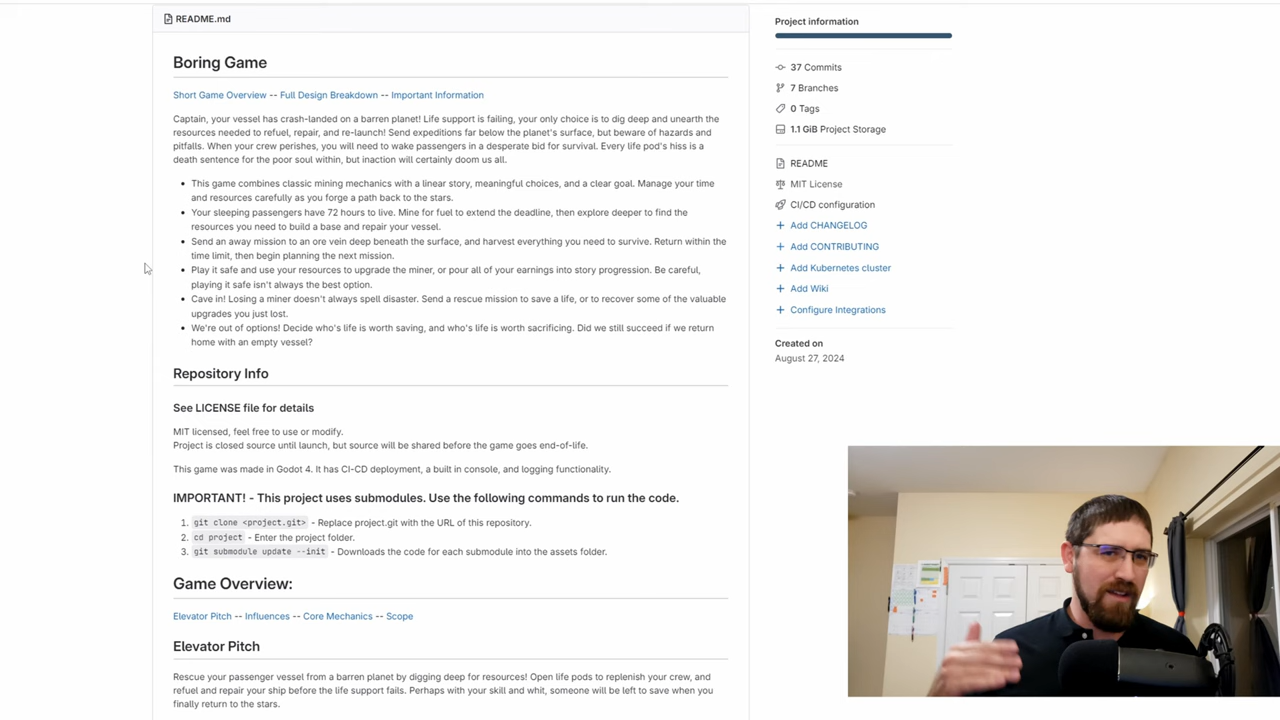 README.md
Boring Game
Short Game Overview -- Full Design Breakdown -- Important Information
Captain, your vessel has crash-landed on a barren planet! Life support is failing, your only choice is to dig deep and unearth the
resources needed to refuel, repair, and re-launch! Send expeditions far below the planet's surface, but beware of hazards and
pitfalls. When your crew perishes, you will need to wake passengers in a desperate bid for survival. Every life pod's hiss is a
death sentence for the poor soul within, but inaction will certainly doom us all.
• This game combines classic mining mechanics with a linear story, meaningful choices, and a clear goal. Manage your time
and resources carefully as you forge a path back to the stars.
• Your sleeping passengers have 72 hours to live. Mine for fuel to extend the deadline, then explore deeper to find the
resources you need to build a base and repair your vessel.
• Send an away mission to an ore vein deep beneath the surface, and harvest everything you need to survive. Return within the
time limit, then begin planning the next mission.
• Play it safe and use your resources to upgrade the miner, or pour all of your earnings into story progression. Be careful,
playing it safe isn't always the best option.
• Cave in! Losing a miner doesn't always spell disaster. Send a rescue mission to save a life, or to recover some of the valuable
upgrades you just lost.
• We're out of options! Decide who's life is worth saving, and who's life is worth sacrificing. Did we still succeed if we return
home with an empty vessel?
Repository Info
See LICENSE file for details
MIT licensed, feel free to use or modify.
Project is closed source until launch, but source will be shared before the game goes end-of-life.
This game was made in Godot 4. It has CI-CD deployment, a built in console, and logging functionality.
IMPORTANT! - This project uses submodules. Use the following commands to run the code.
1. git clone <project.git> - Replace project.git with the URL of this repository.
2. cd project - Enter the project folder.
3. git submodule update --init - Downloads the code for each submodule into the assets folder.
Game Overview:
Elevator Pitch -- Influences -- Core Mechanics -- Scope
Elevator Pitch
Rescue your passenger vessel from a barren planet by digging deep for resources! Open life pods to replenish your crew, and
refuel and repair your ship before the life support fails. Perhaps with your skill and whit, someone will be left to save when you
finally return to the stars.
Project information
37 Commits
7 Branches
0 Tags
1.1 GiB Project Storage
README
MIT License
CI/CD configuration
+ Add CHANGELOG
+ Add CONTRIBUTING
+ Add Kubernetes cluster
+ Add Wiki
+ Configure Integrations
Created on
August 27, 2024